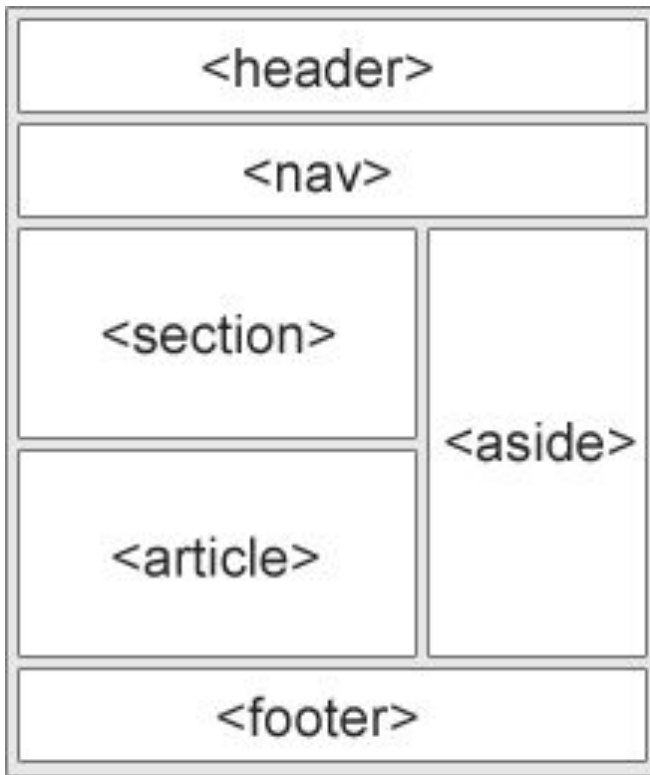 <header>
<nav>
<section>
<aside>
<article>
<footer>